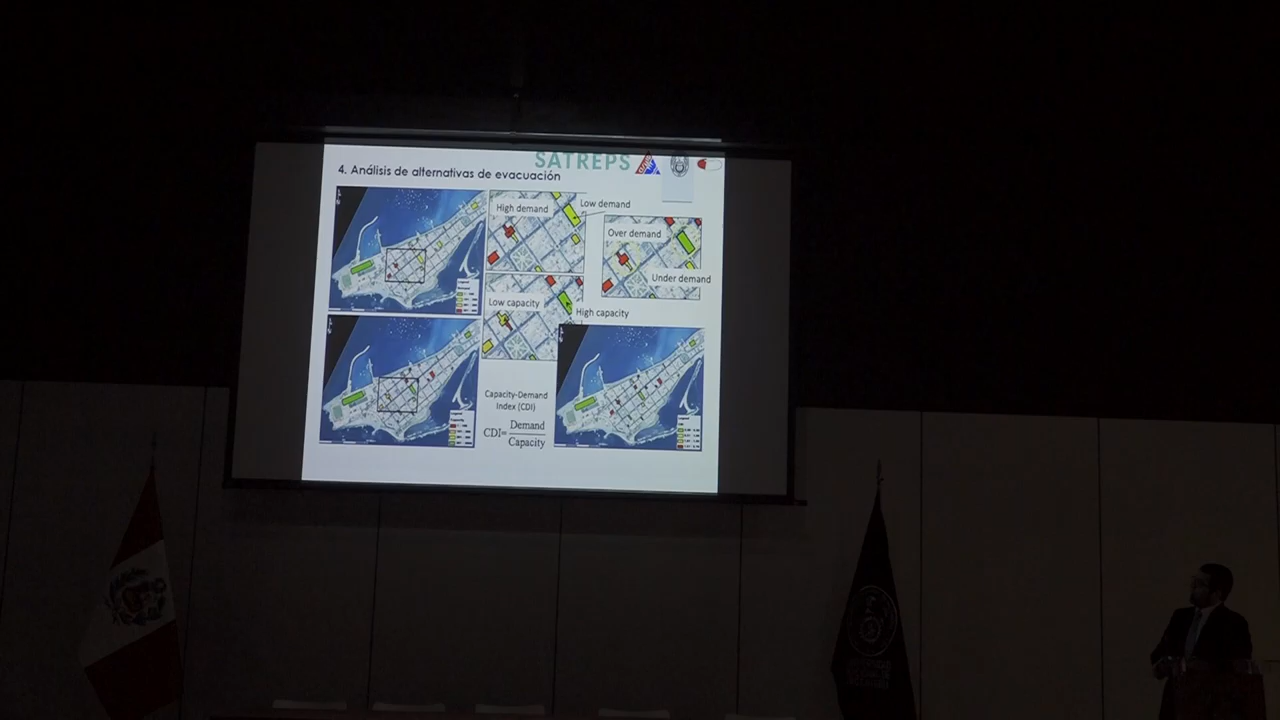 SATREPS
4. Análisis de alternativas de evacuación
High demand
Low demand
Over demand
Under demand
Low capacity
High capacity
Capacity-Demand
Index (CDI)
CDI=Demand
Capacity